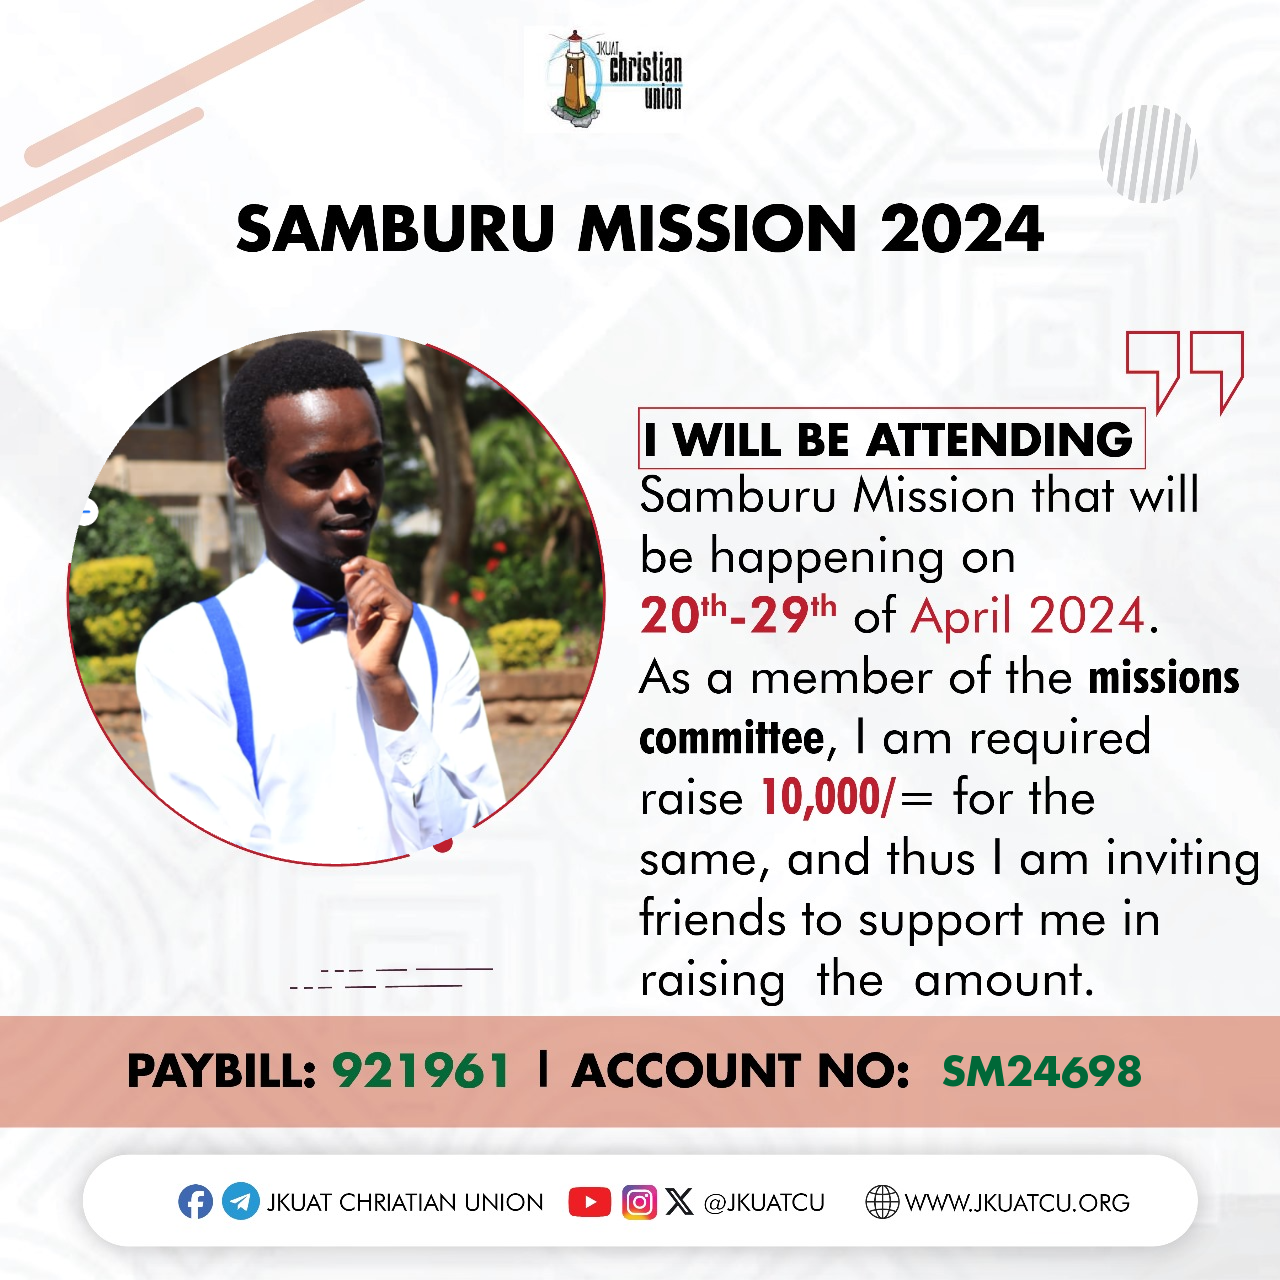 JKUAT
christian
union
SAMBURU MISSION 2024
I WILL BE ATTENDING
Samburu Mission that will
be happening on
20th-29th of April 2024.
As a member of the missions
committee, I am required
raise 10,000/= for the
same, and thus I am inviting
friends to support me in
raising the amount.
PAYBILL: 921961 | ACCOUNT NO: SM24698
JKUAT CHRIATIAN UNION @JKUATCU WWW.JKUATCU.ORG